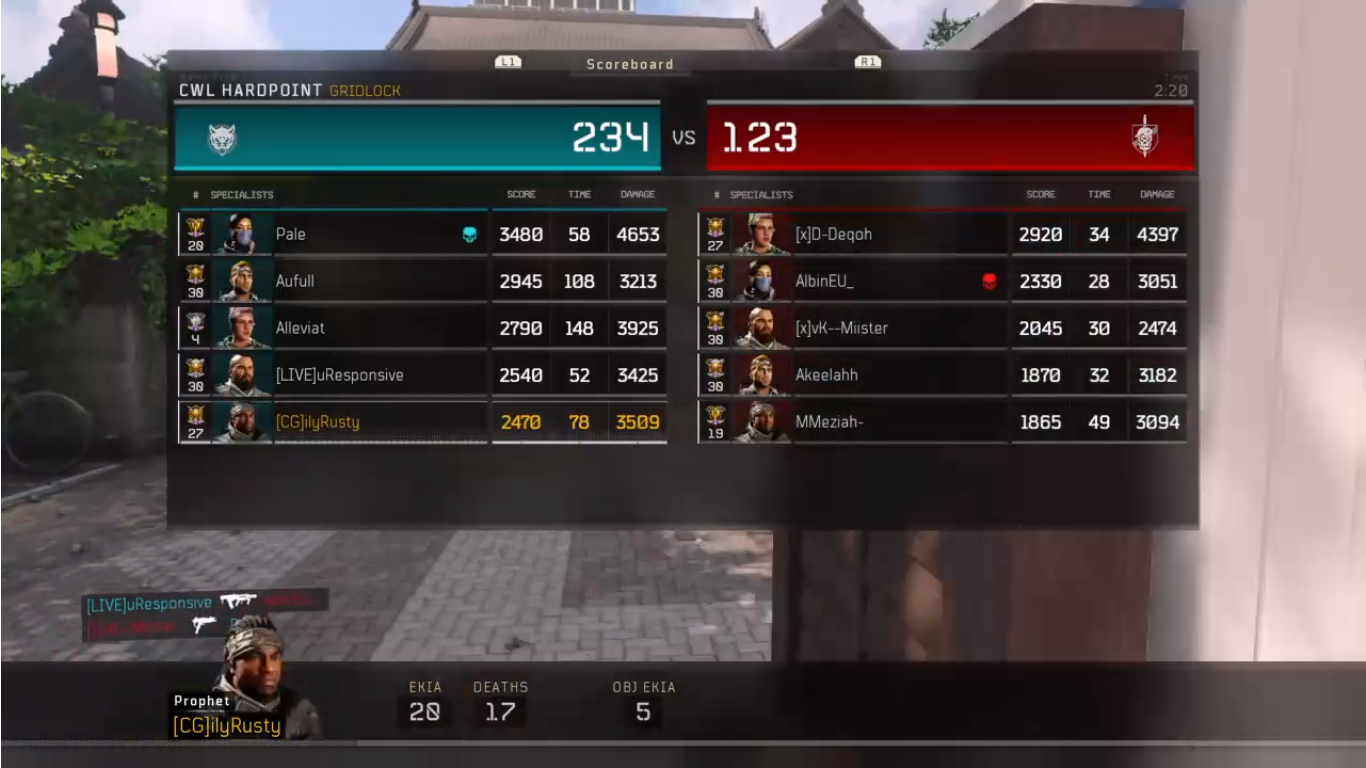 L1 Scoreboard R1
CWL HARDPOINT GRIDLOCK 2:20
234 VS 123
# SPECIALISTS SCORE TIME DAMAGE # SPECIALISTS SCORE TIME DAMAGE
20 Pale 3480 58 4653 27 [x]D-Deqoh 2920 34 4397
30 Aufull 2945 108 3213 30 AlbinEU_ 2330 28 3051
4 Alleviat 2790 148 3925 30 [x]vK--Miister 2045 30 2474
30 [LIVE]uResponsive 2540 52 3425 30 Akeelahh 1870 32 3182
27 [CG]ilyRusty 2470 78 3509 19 MMeziah- 1865 49 3094
[LIVE]uResponsive
EKIA DEATHS OBJ EKIA
Prophet 20 17 5
[CG]ilyRusty